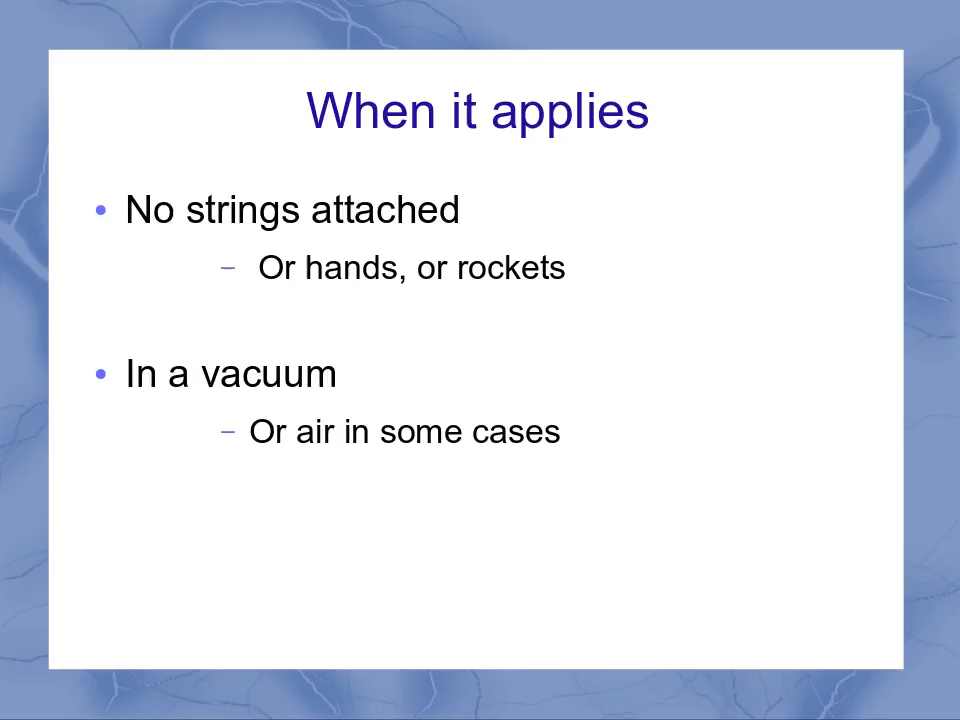 When it applies
• No strings attached
– Or hands, or rockets
• In a vacuum
– Or air in some cases